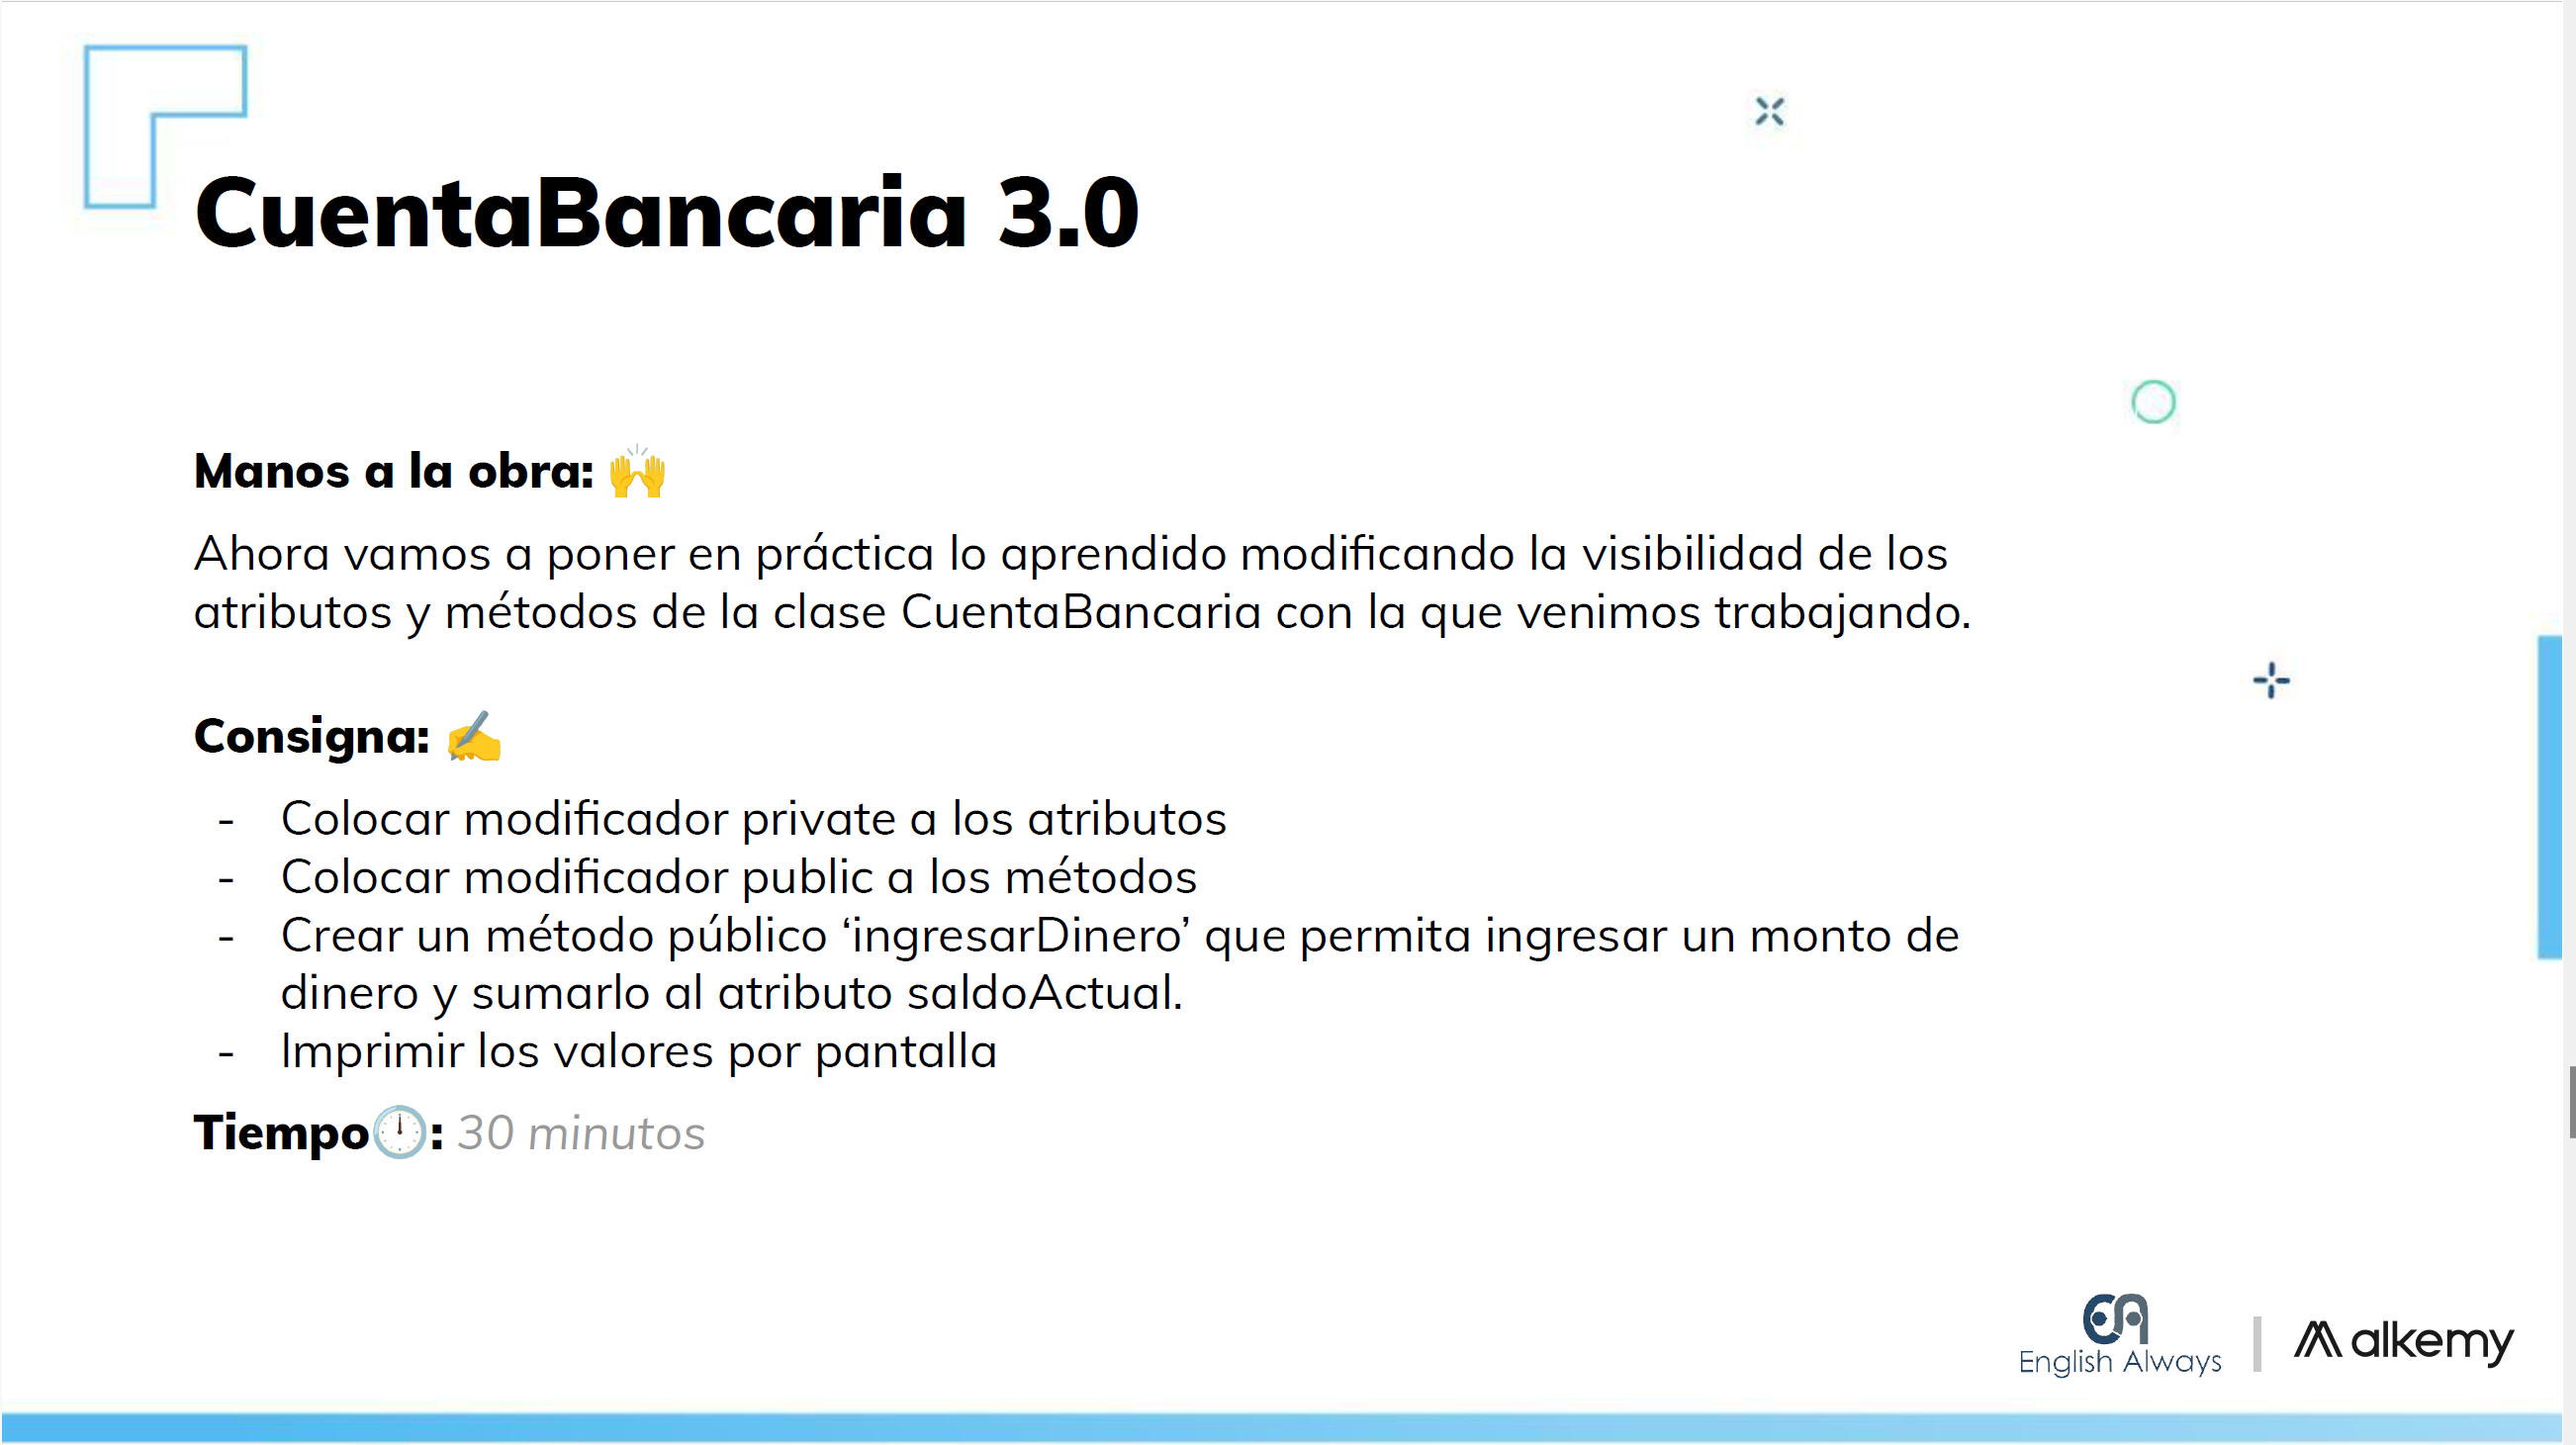 CuentaBancaria 3.0
Manos a la obra: 🙌
Ahora vamos a poner en práctica lo aprendido modificando la visibilidad de los
atributos y métodos de la clase CuentaBancaria con la que venimos trabajando.
Consigna: ✍️
- Colocar modificador private a los atributos
- Colocar modificador public a los métodos
- Crear un método público ‘ingresarDinero’ que permita ingresar un monto de
dinero y sumarlo al atributo saldoActual.
- Imprimir los valores por pantalla
Tiempo🕛: 30 minutos
English Always
alkemy